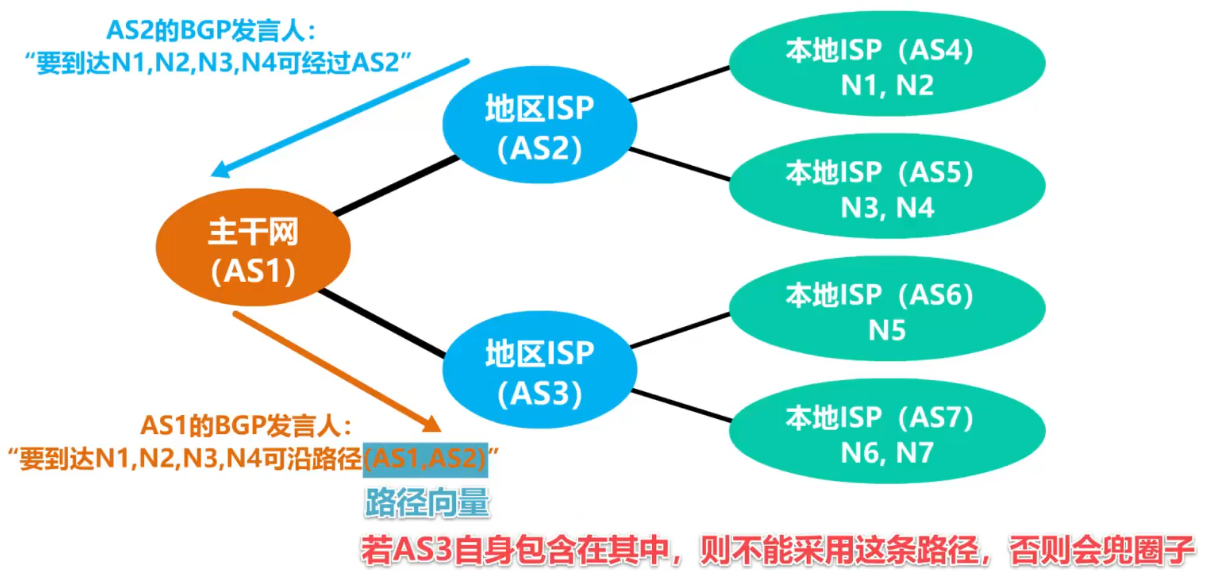 AS2的BGP发言人：
“要到达N1,N2,N3,N4可经过AS2”
地区ISP
（AS2）
本地ISP（AS4）
N1, N2
本地ISP（AS5）
N3, N4
主干网
（AS1）
本地ISP（AS6）
N5
地区ISP
（AS3）
本地ISP（AS7）
N6, N7
AS1的BGP发言人：
“要到达N1,N2,N3,N4可沿路径(AS1,AS2)”
路径向量
若AS3自身包含在其中，则不能采用这条路径，否则会兜圈子